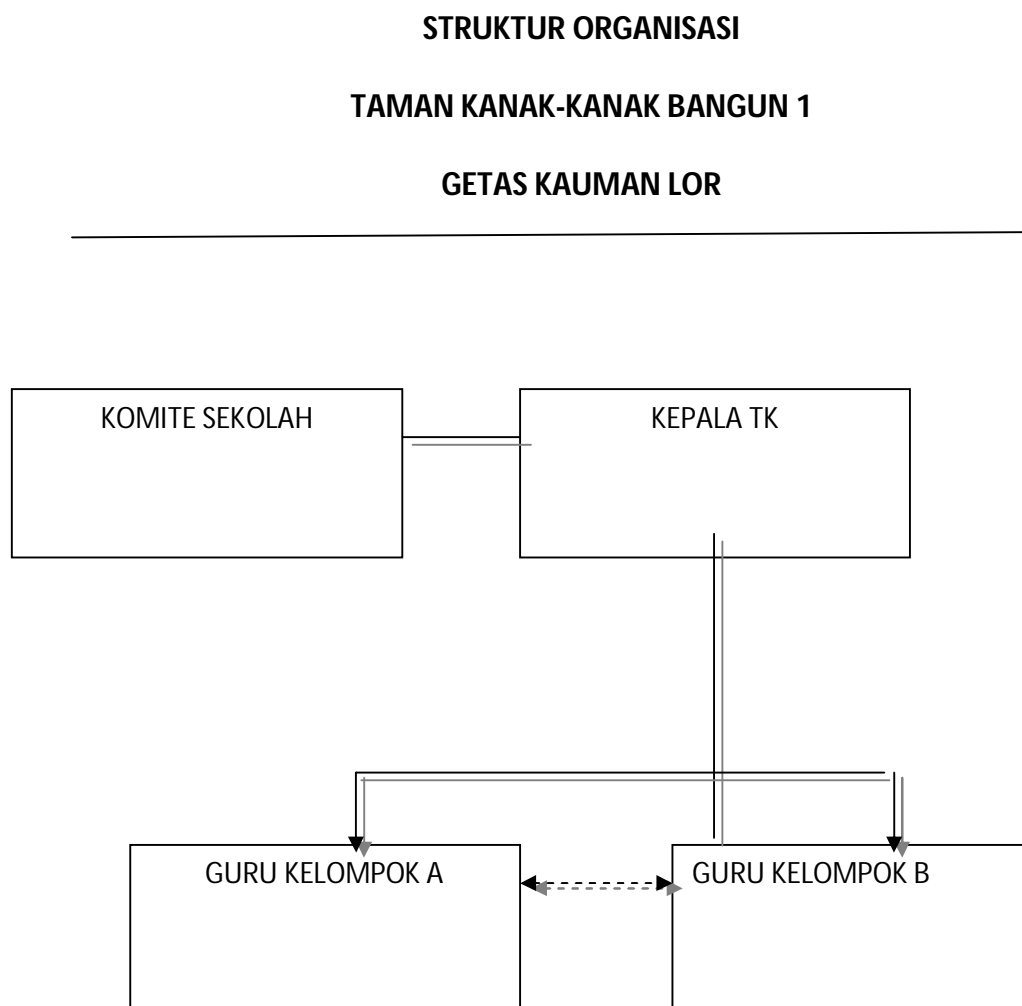 STRUKTUR ORGANISASI
TAMAN KANAK-KANAK BANGUN 1
GETAS KAUMAN LOR
KOMITE SEKOLAH
KEPALA TK
GURU KELOMPOK A
GURU KELOMPOK B